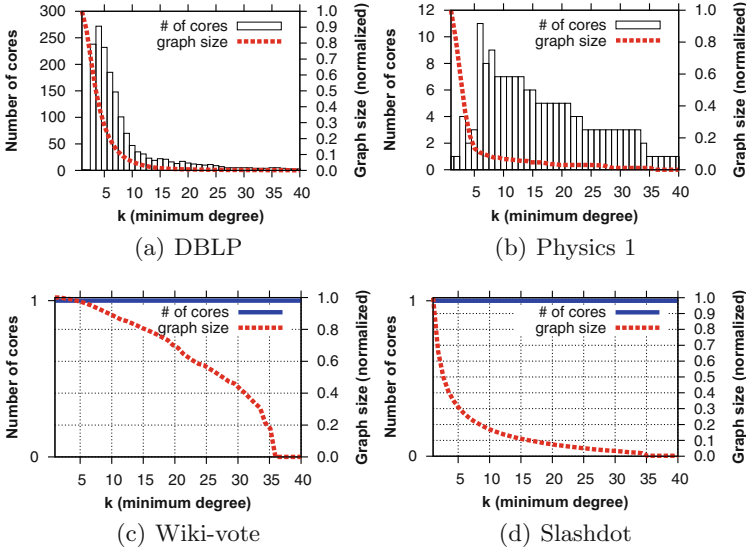 Number of cores
300
250
200
150
100
50
0
# of cores
graph size
1.0
0.9
0.8
0.7
0.6
0.5
0.4
0.3
0.2
0.1
0.0
Graph size (normalized)
5 10 15 20 25 30 35 40
k (minimum degree)
(a) DBLP
Number of cores
12
10
8
6
4
2
0
# of cores
graph size
1.0
0.8
0.6
0.4
0.2
0.0
Graph size (normalized)
5 10 15 20 25 30 35 40
k (minimum degree)
(b) Physics 1
Number of cores
1
0
# of cores
graph size
1.0
0.8
0.6
0.4
0.2
0.0
Graph size (normalized)
5 10 15 20 25 30 35 40
k (minimum degree)
(c) Wiki-vote
Number of cores
1
0
# of cores
graph size
1.0
0.9
0.8
0.7
0.6
0.5
0.4
0.3
0.2
0.1
0.0
Graph size (normalized)
5 10 15 20 25 30 35 40
k (minimum degree)
(d) Slashdot